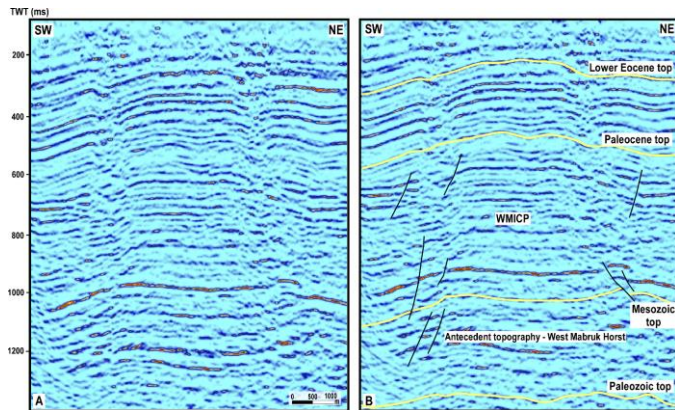 TWT (ms)
SW
NE
SW
NE
200
400
600
800
1000
1200
Lower Eocene top
Paleocene top
WMICP
Mesozoic
top
Antecedent topography - West Mabruk Horst
Paleozoic top
A
0 500 1000
B